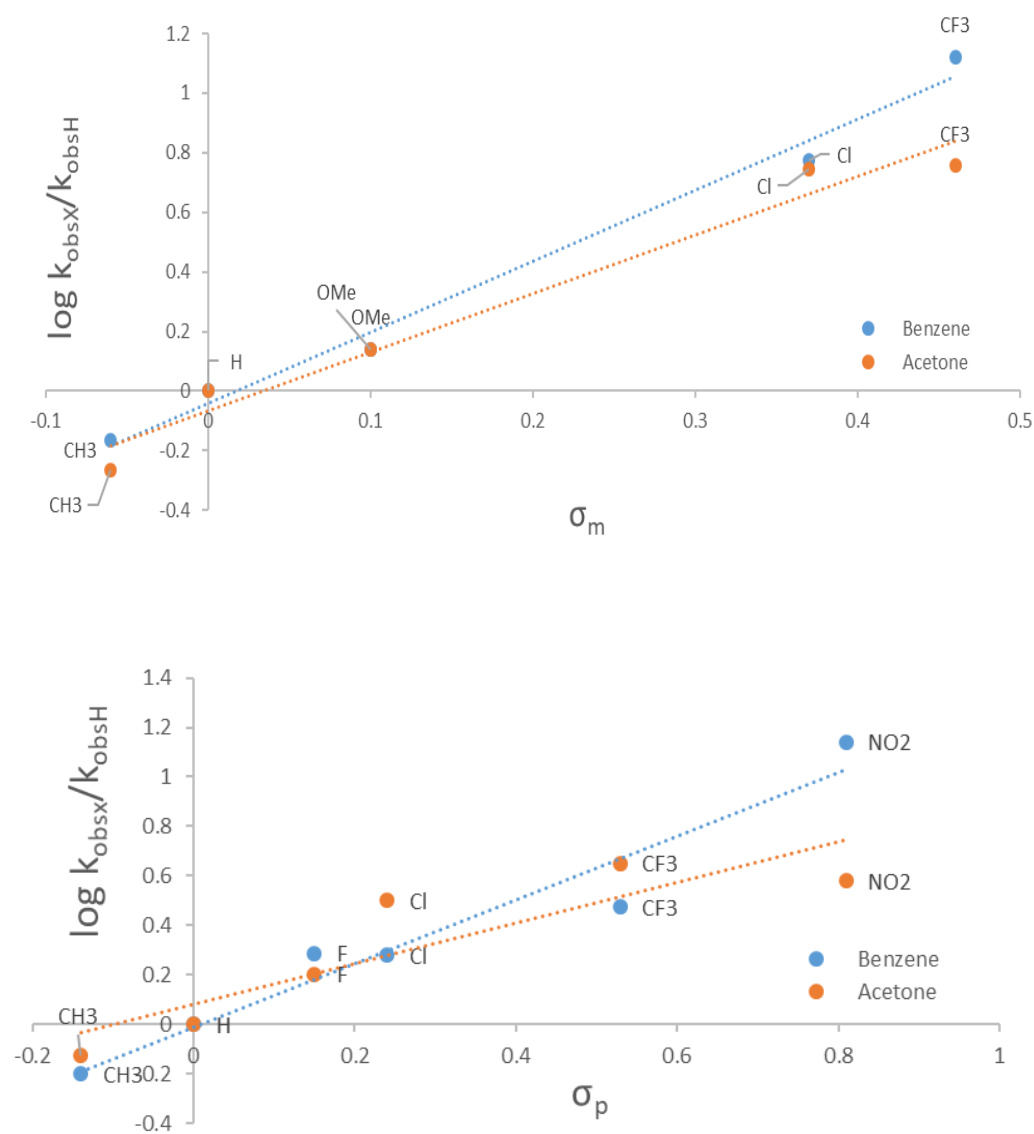 CF3
1.2
1
CF3
0.8
Cl
Cl
0.6
log kobsX/kobsH
0.4
OMe
OMe
0.2
Benzene
H
Acetone
0
-0.1 0 0.1 0.2 0.3 0.4 0.5
CH3
-0.2
CH3
-0.4
σm
1.4
1.2
NO2
1
0.8
log kobsx/kobsH
CF3
0.6
NO2
Cl
CF3
0.4
F
Cl
Benzene
0.2
F
Acetone
CH3
0
H
-0.2 0 0.2 0.4 0.6 0.8 1
CH3
-0.2
σp
-0.4